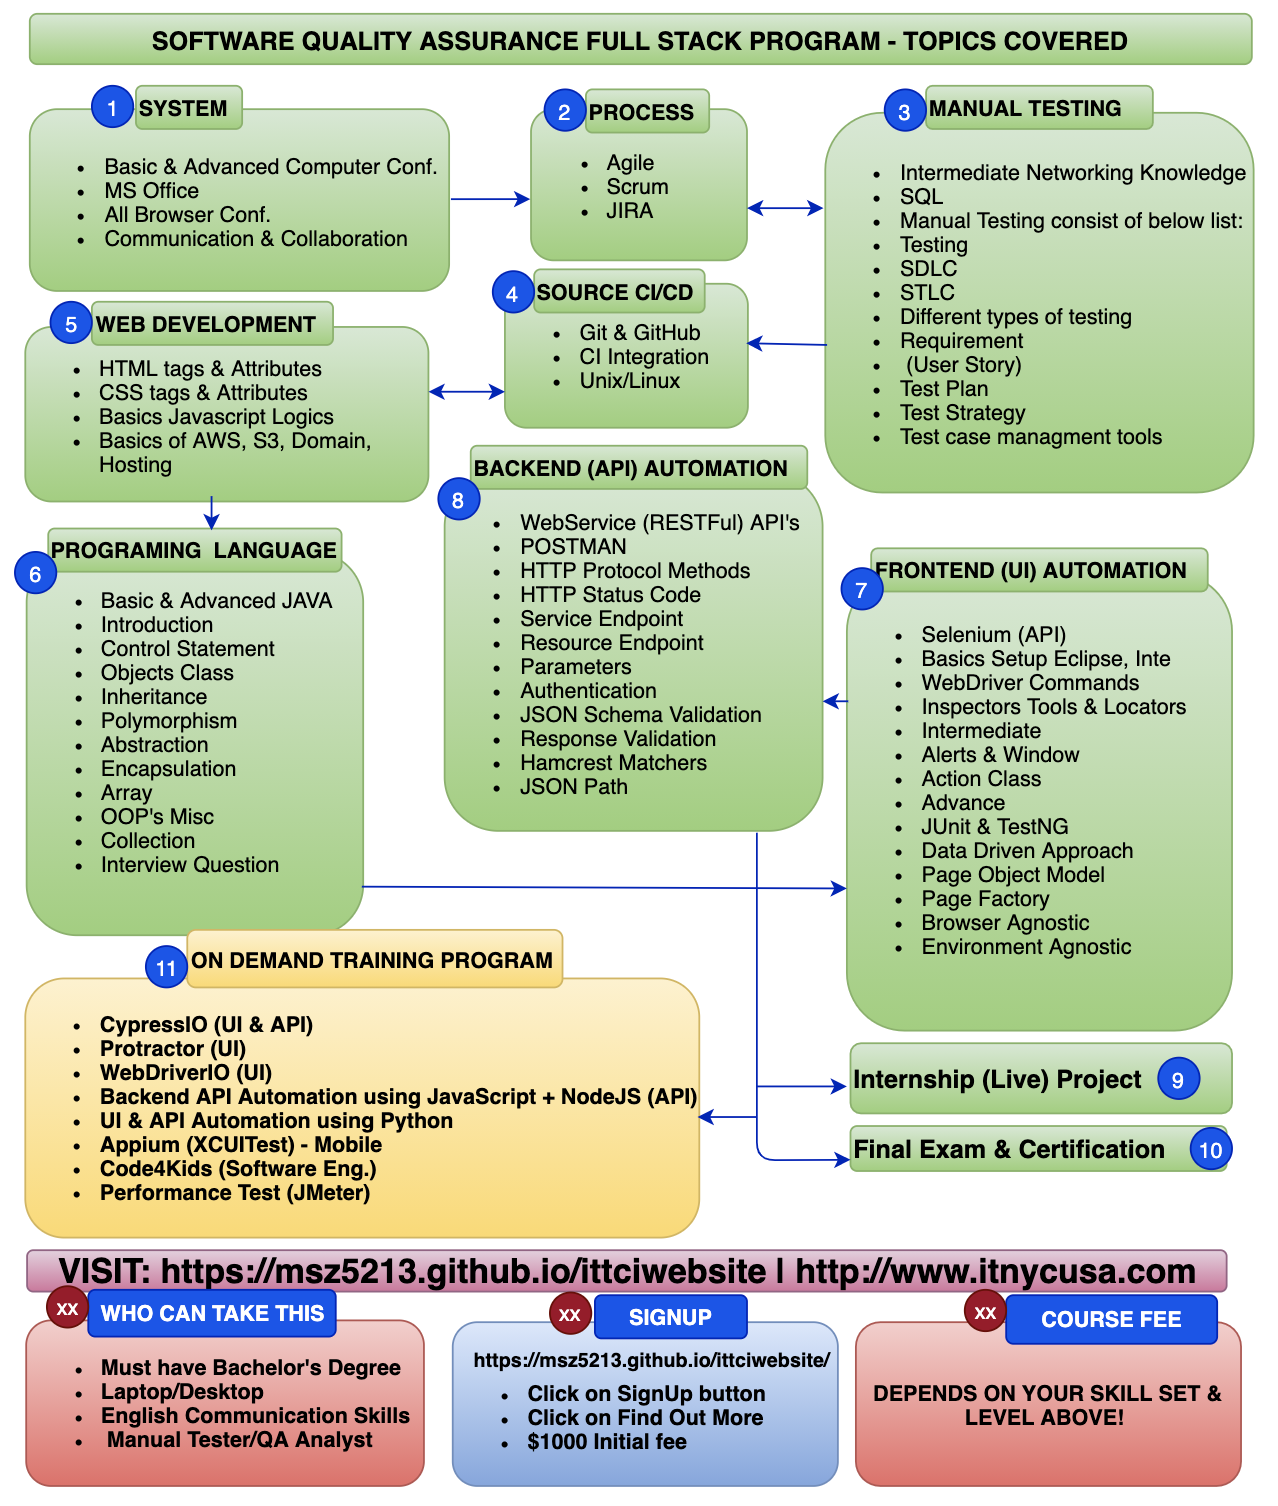 SOFTWARE QUALITY ASSURANCE FULL STACK PROGRAM - TOPICS COVERED
1
SYSTEM
Basic & Advanced Computer Conf.
MS Office
All Browser Conf.
Communication & Collaboration
2
PROCESS
Agile
Scrum
JIRA
3
MANUAL TESTING
Intermediate Networking Knowledge
SQL
Manual Testing consist of below list:
Testing
SDLC
STLC
Different types of testing
Requirement
(User Story)
Test Plan
Test Strategy
Test case managment tools
4
SOURCE CI/CD
Git & GitHub
CI Integration
Unix/Linux
5
WEB DEVELOPMENT
HTML tags & Attributes
CSS tags & Attributes
Basics Javascript Logics
Basics of AWS, S3, Domain,
Hosting
6
PROGRAMING LANGUAGE
Basic & Advanced JAVA
Introduction
Control Statement
Objects Class
Inheritance
Polymorphism
Abstraction
Encapsulation
Array
OOP's Misc
Collection
Interview Question
8
BACKEND (API) AUTOMATION
WebService (RESTFul) API's
POSTMAN
HTTP Protocol Methods
HTTP Status Code
Service Endpoint
Resource Endpoint
Parameters
Authentication
JSON Schema Validation
Response Validation
Hamcrest Matchers
JSON Path
7
FRONTEND (UI) AUTOMATION
Selenium (API)
Basics Setup Eclipse, Inte
WebDriver Commands
Inspectors Tools & Locators
Intermediate
Alerts & Window
Action Class
Advance
JUnit & TestNG
Data Driven Approach
Page Object Model
Page Factory
Browser Agnostic
Environment Agnostic
11
ON DEMAND TRAINING PROGRAM
CypressIO (UI & API)
Protractor (UI)
WebDriverIO (UI)
Backend API Automation using JavaScript + NodeJS (API)
UI & API Automation using Python
Appium (XCUITest) - Mobile
Code4Kids (Software Eng.)
Performance Test (JMeter)
Internship (Live) Project 9
Final Exam & Certification 10
VISIT: https://msz5213.github.io/ittciwebsite | http://www.itnycusa.com
XX
WHO CAN TAKE THIS
Must have Bachelor's Degree
Laptop/Desktop
English Communication Skills
Manual Tester/QA Analyst
XX
SIGNUP
https://msz5213.github.io/ittciwebsite/
Click on SignUp button
Click on Find Out More
$1000 Initial fee
XX
COURSE FEE
DEPENDS ON YOUR SKILL SET &
LEVEL ABOVE!